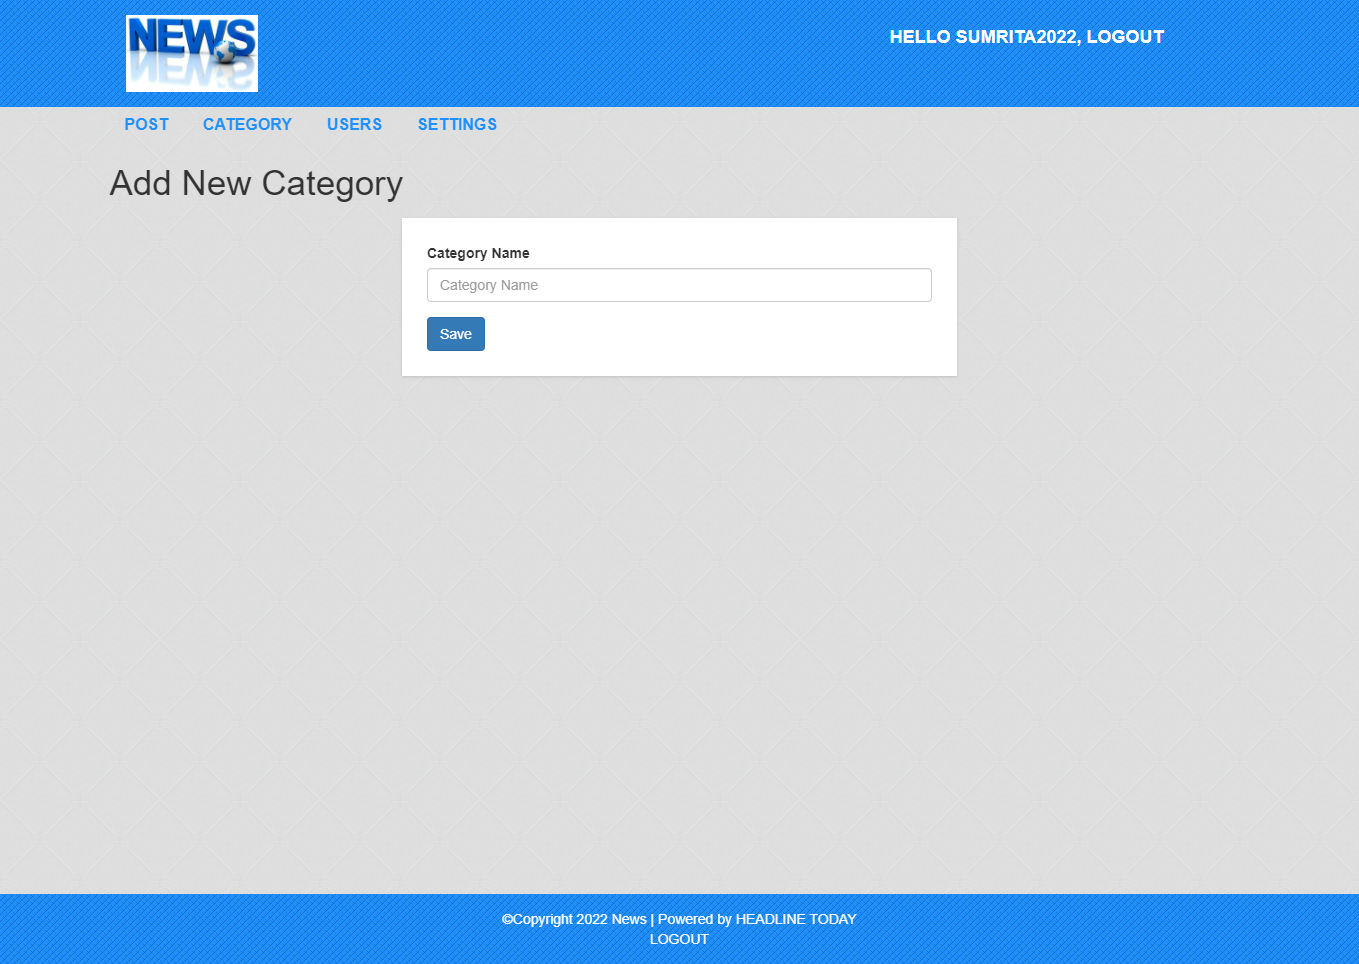 NEWS
HELLO SUMRITA2022, LOGOUT
POST CATEGORY USERS SETTINGS
Add New Category
Category Name
Category Name
Save
©Copyright 2022 News | Powered by HEADLINE TODAY
LOGOUT